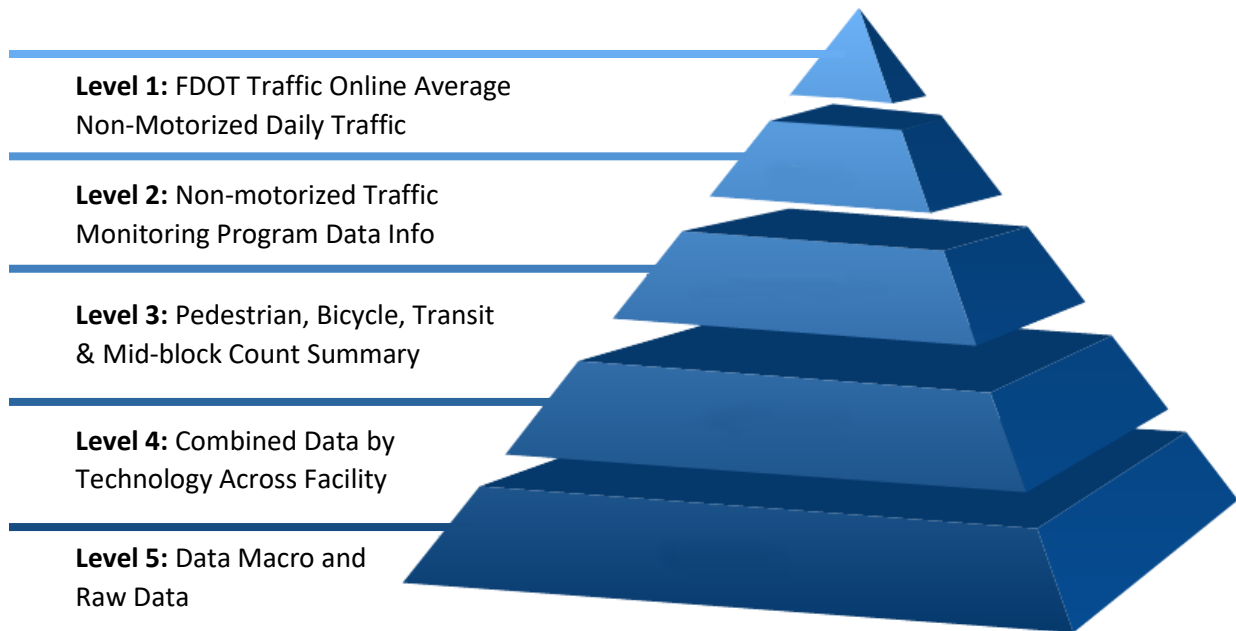 Level 1: FDOT Traffic Online Average
Non-Motorized Daily Traffic
Level 2: Non-motorized Traffic
Monitoring Program Data Info
Level 3: Pedestrian, Bicycle, Transit
& Mid-block Count Summary
Level 4: Combined Data by
Technology Across Facility
Level 5: Data Macro and
Raw Data